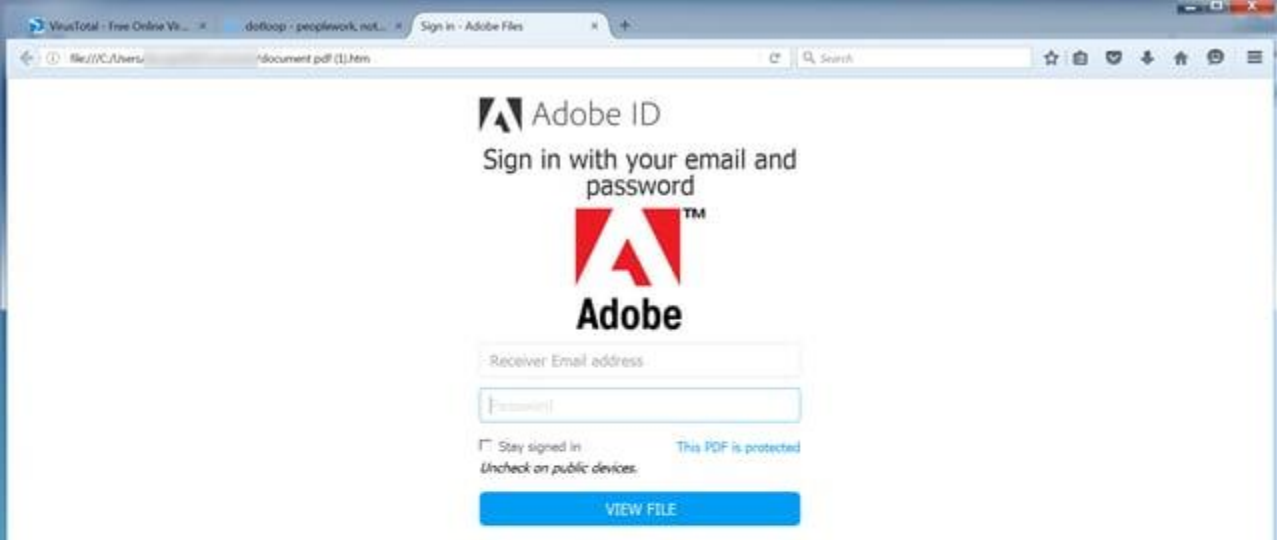 VirusTotal - Free Online Vir...
dotloop - peoplework, not...
Sign in - Adobe Files
file:///C:/Users/
/document pdf (1).htm
Search
Adobe ID
Sign in with your email and
password
TM
Adobe
Receiver Email address
Password
Stay signed in
This PDF is protected
Uncheck on public devices.
VIEW FILE